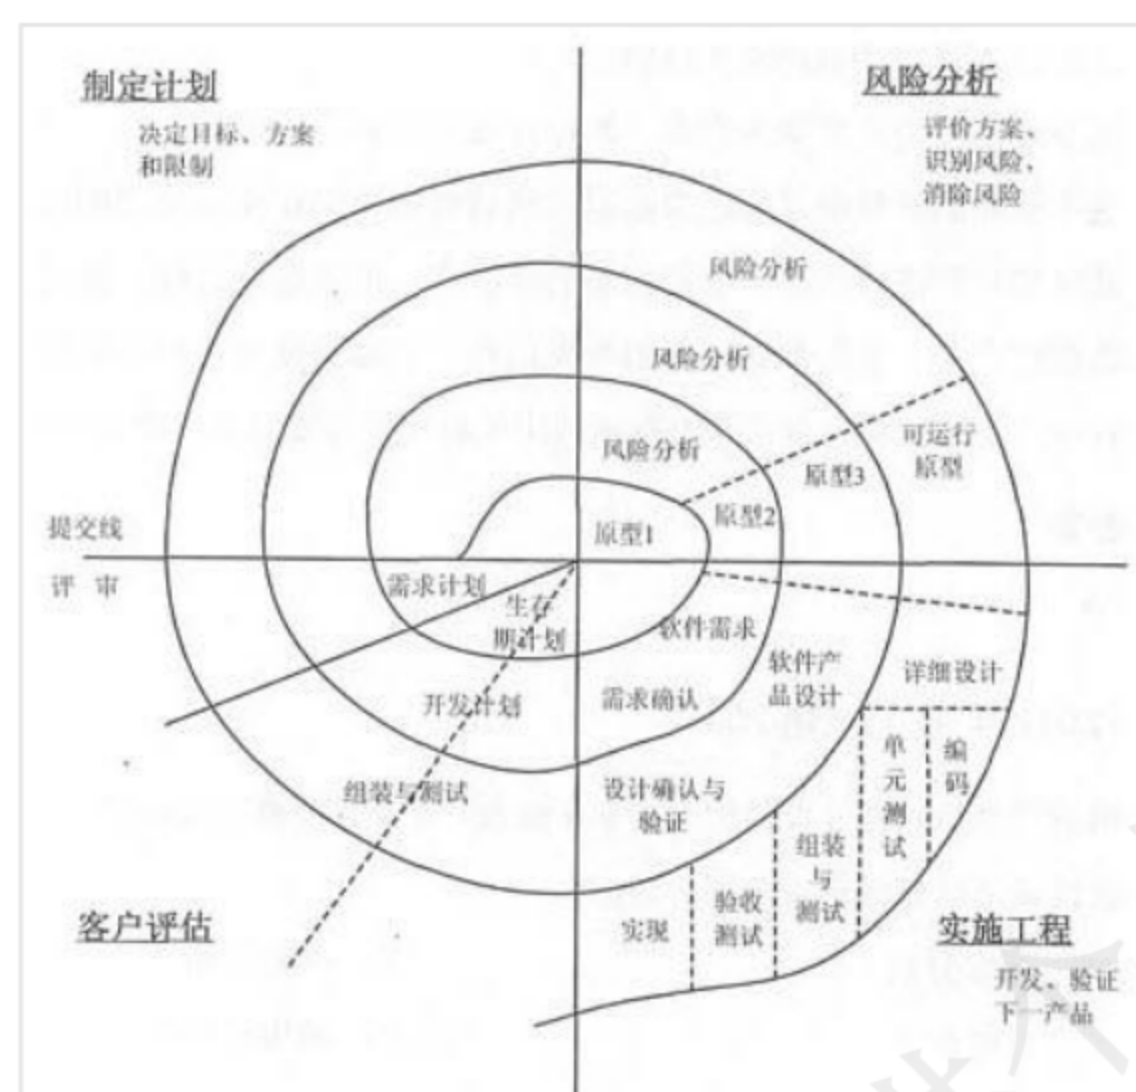 制定计划
决定目标、方案
和限制
风险分析
评价方案、
识别风险、
消除风险
风险分析
风险分析
风险分析
可运行
原型
原型3
原型2
原型1
提交线
评 审
需求计划
生存
期计划
软件需求
开发计划
需求确认
软件产
品设计
详细设计
组装与测试
设计确认与
验证
单
元
测
试
编
码
组装
与
测试
验收
测试
实现
客户评估
实施工程
开发、验证
下一产品